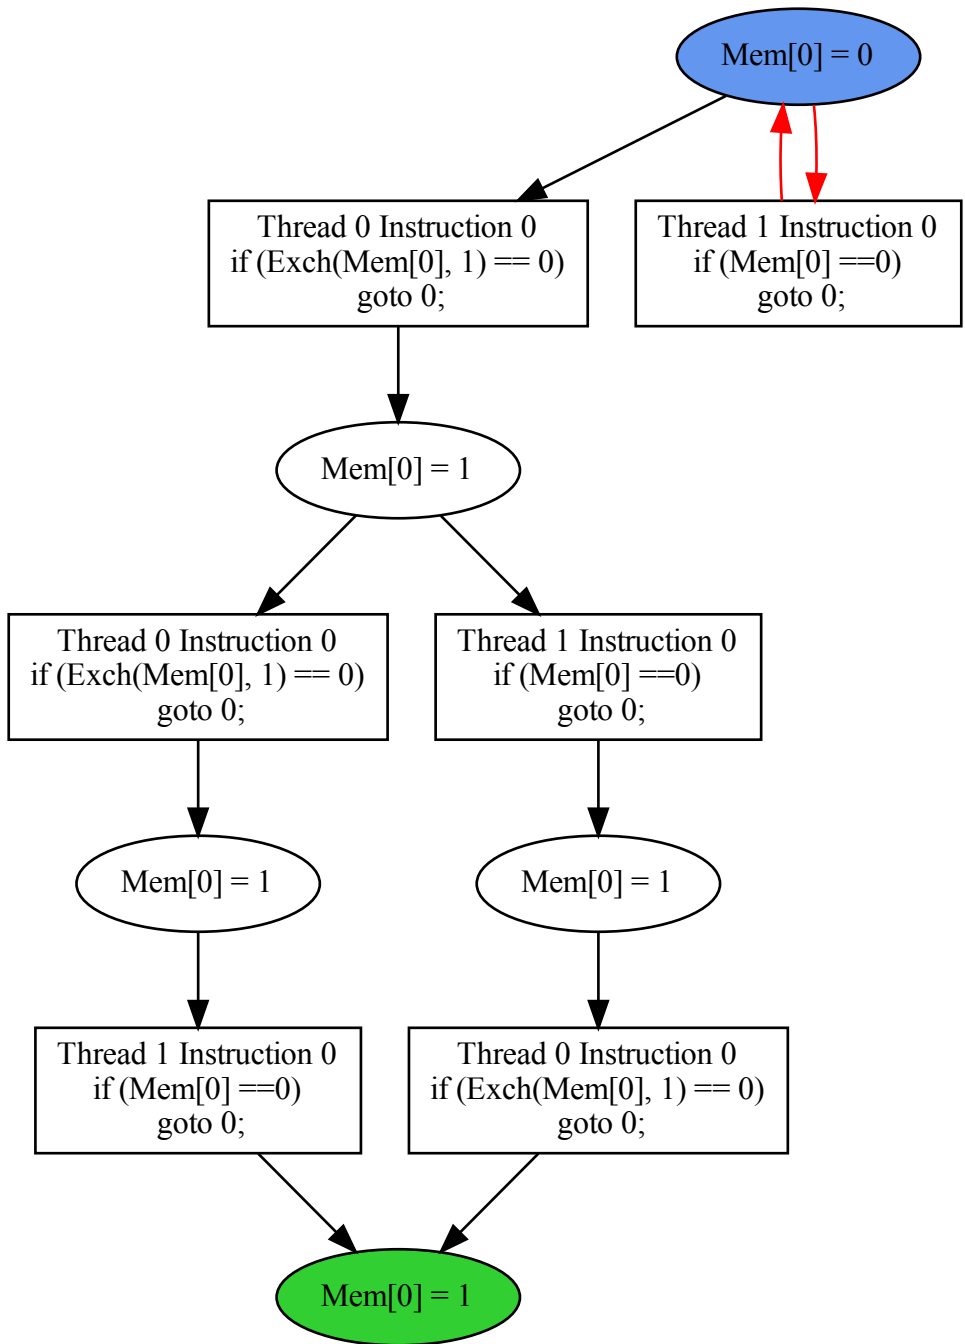 Mem[0] = 0
Thread 0 Instruction 0
if (Exch(Mem[0], 1) == 0)
goto 0;
Thread 1 Instruction 0
if (Mem[0] ==0)
goto 0;
Mem[0] = 1
Thread 0 Instruction 0
if (Exch(Mem[0], 1) == 0)
goto 0;
Thread 1 Instruction 0
if (Mem[0] ==0)
goto 0;
Mem[0] = 1
Mem[0] = 1
Thread 1 Instruction 0
if (Mem[0] ==0)
goto 0;
Thread 0 Instruction 0
if (Exch(Mem[0], 1) == 0)
goto 0;
Mem[0] = 1